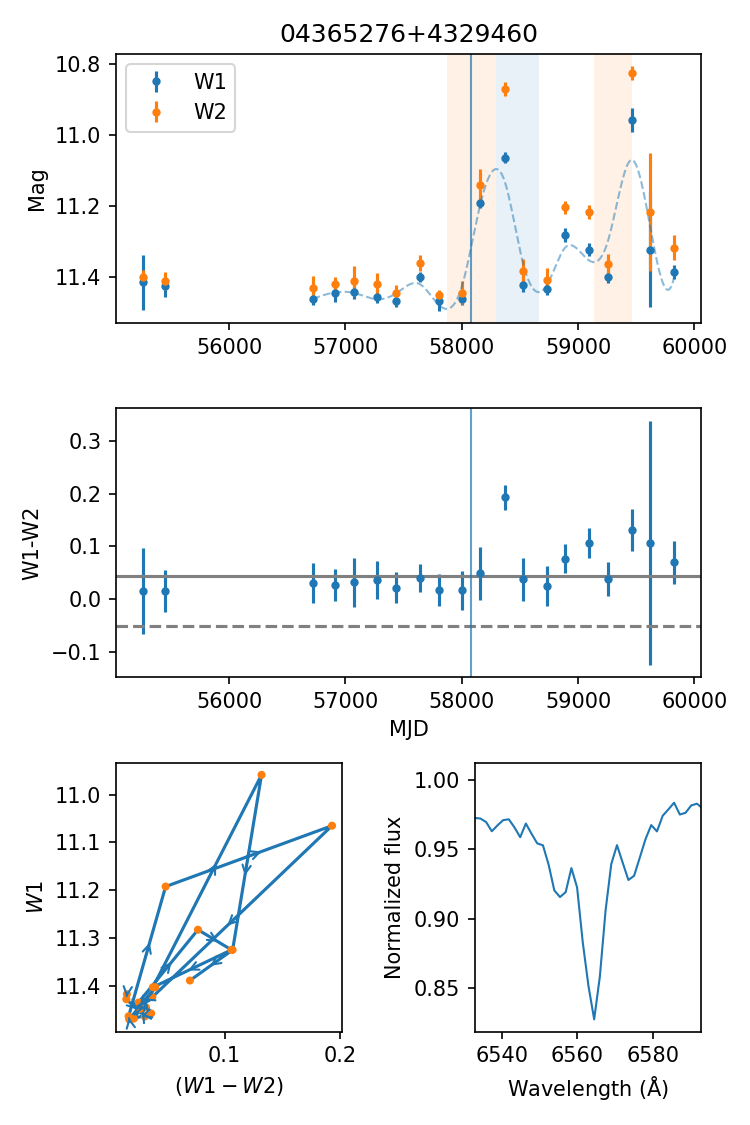 04365276+4329460
W1
W2
Mag
10.8
11.0
11.2
11.4
56000 57000 58000 59000 60000
W1-W2
0.3
0.2
0.1
0.0
−0.1
56000 57000 58000 59000 60000
MJD
W1
11.0
11.1
11.2
11.3
11.4
0.1 0.2
(W1 − W2)
Normalized flux
1.00
0.95
0.90
0.85
6540 6560 6580
Wavelength (Å)